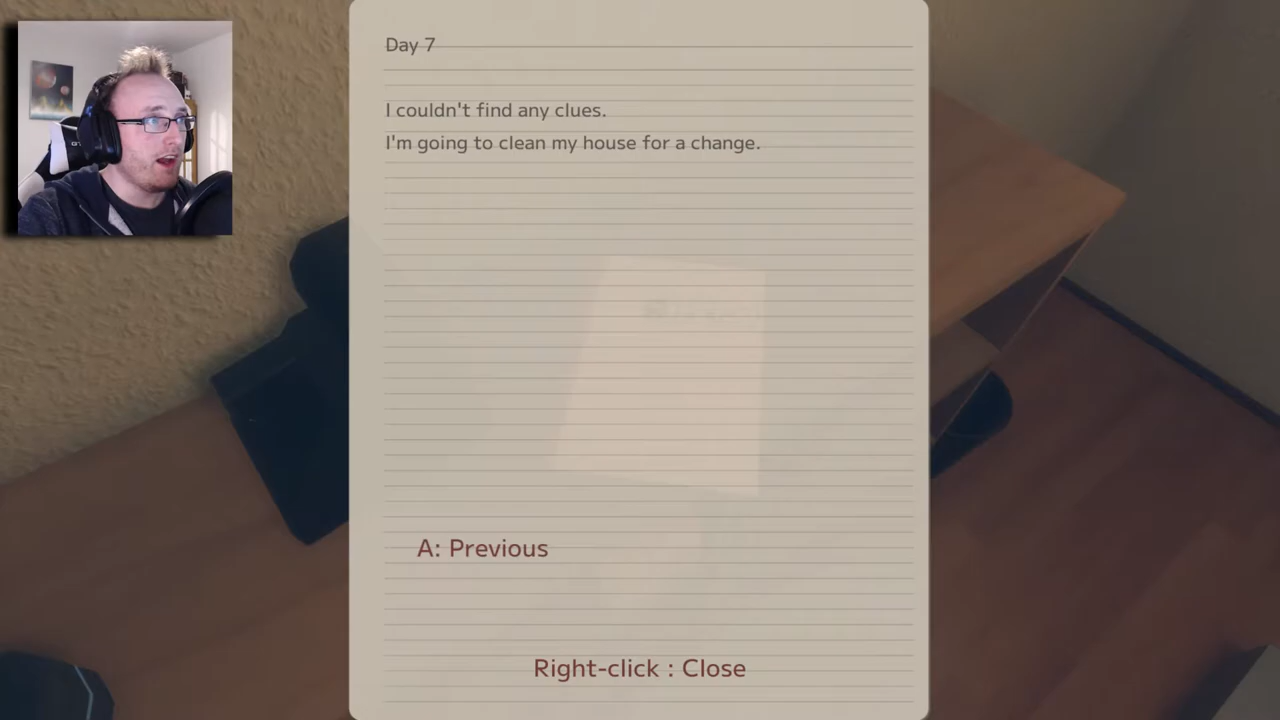 Day 7
I couldn't find any clues.
I'm going to clean my house for a change.
A: Previous
Right-click : Close